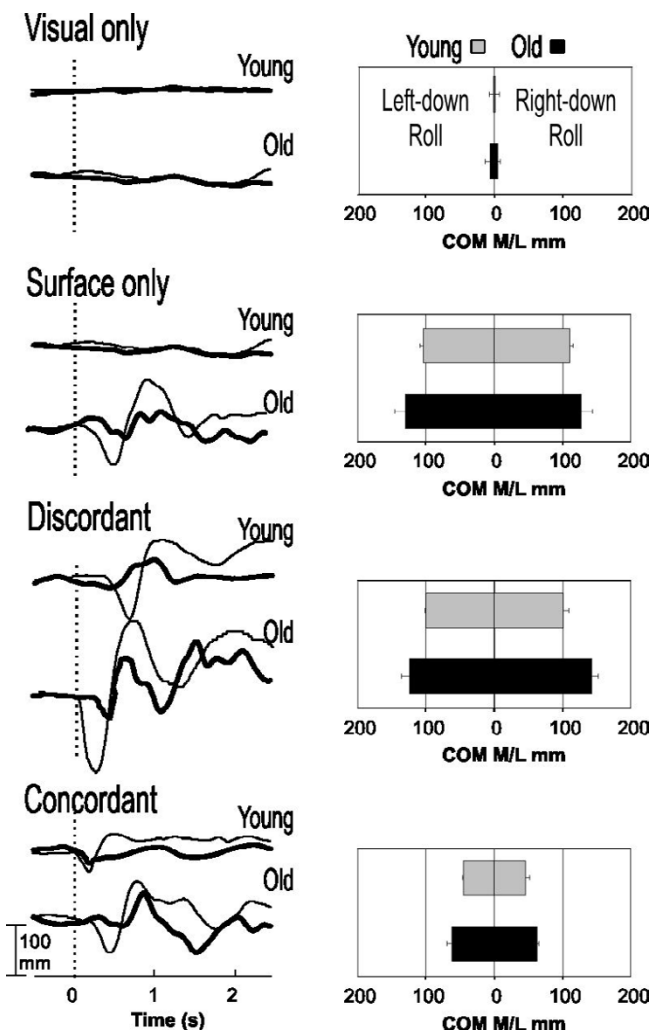 Visual only
Young
Old
Young Old
Left-down Roll
Right-down Roll
200 100 0 100 200
COM M/L mm
Surface only
Young
Old
200 100 0 100 200
COM M/L mm
Discordant
Young
Old
200 100 0 100 200
COM M/L mm
Concordant
Young
Old
100 mm
0 1 2
Time (s)
200 100 0 100 200
COM M/L mm